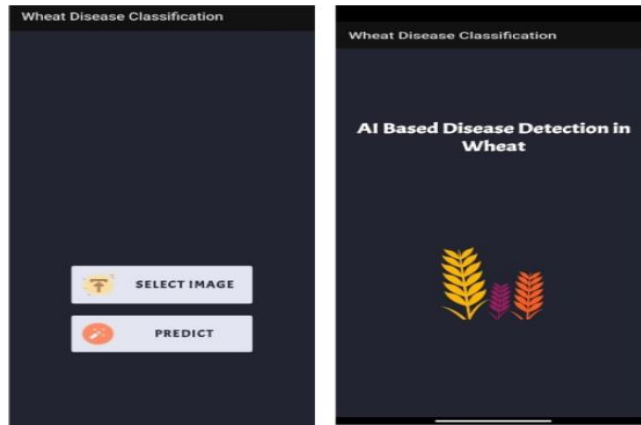 Wheat Disease Classification
SELECT IMAGE
PREDICT
Wheat Disease Classification
AI Based Disease Detection in
Wheat